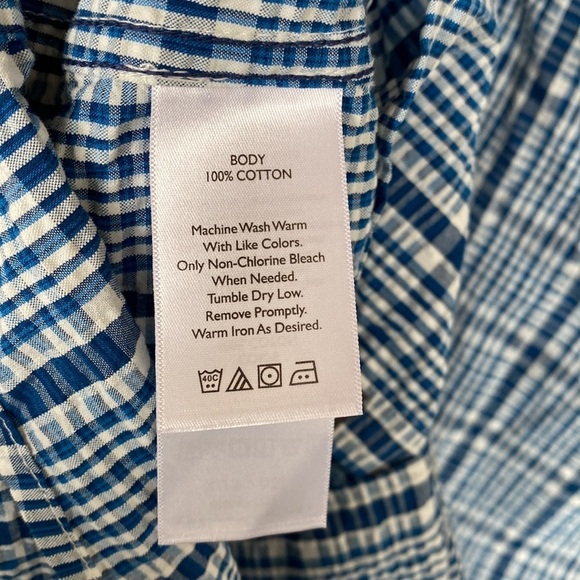 BODY
100% COTTON
Machine Wash Warm
With Like Colors.
Only Non-Chlorine Bleach
When Needed.
Tumble Dry Low.
Remove Promptly.
Warm Iron As Desired.
40C